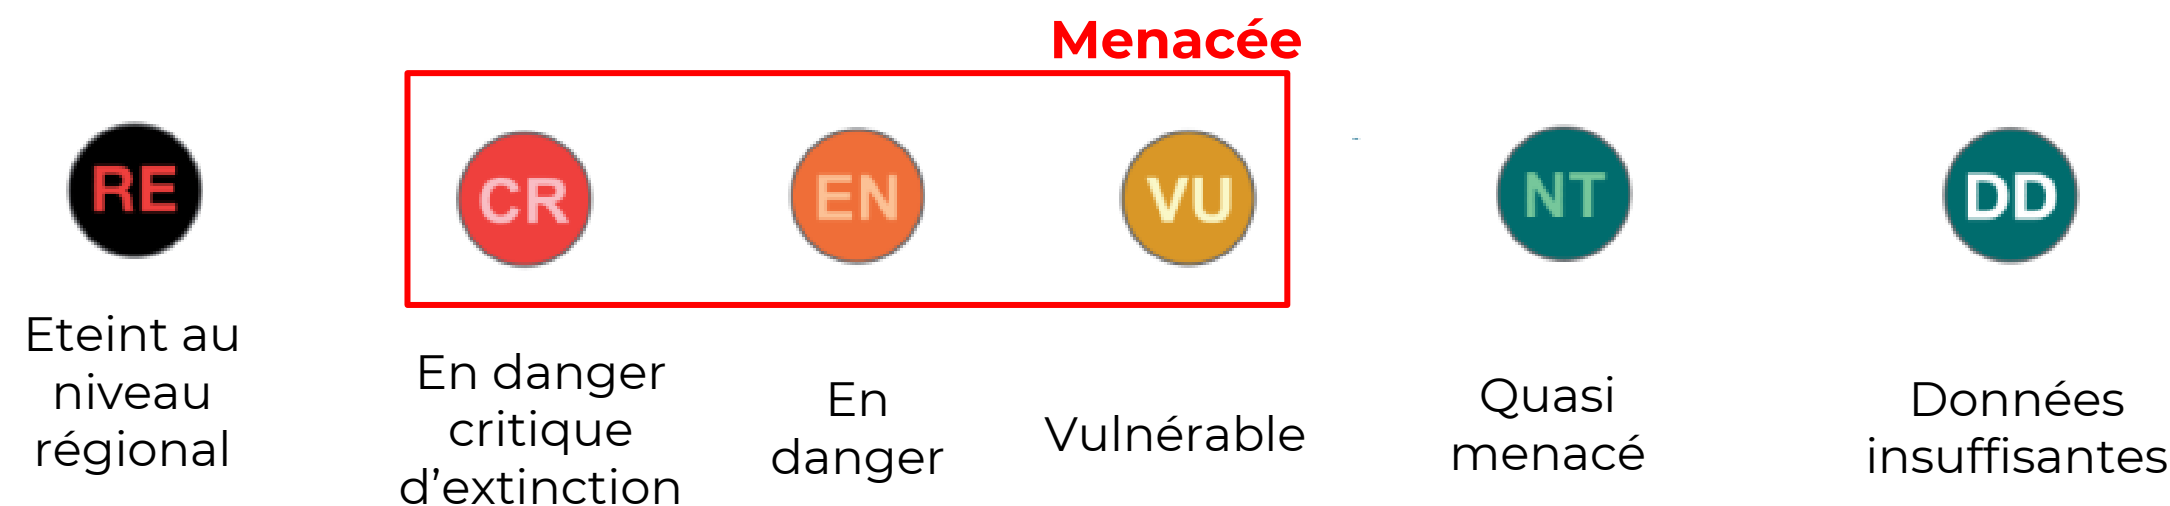 Menacée
RE
CR
EN
VU
NT
DD
Eteint au
niveau
régional
En danger
critique
d’extinction
En
danger
Vulnérable
Quasi
menacé
Données
insuffisantes